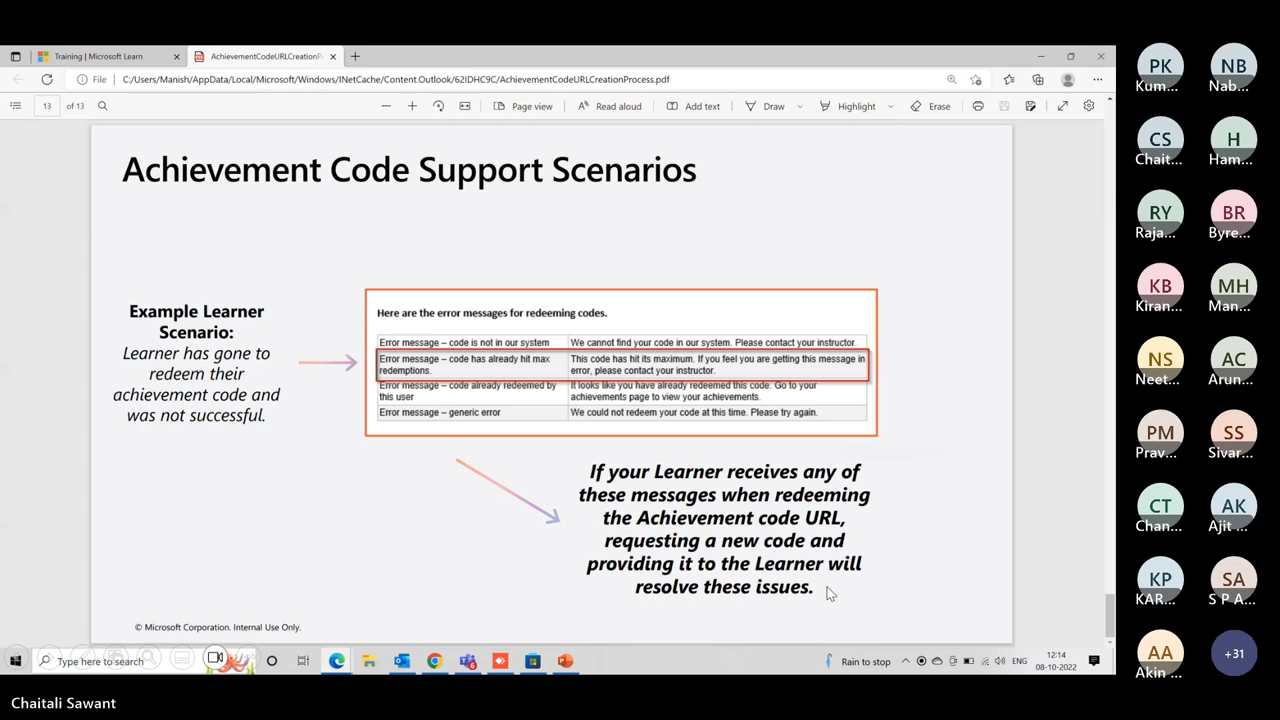 Training | Microsoft Learn
AchievementCodeURLCreationPr
File
C:/Users/Manish/AppData/Local/Microsoft/Windows/INetCache/Content.Outlook/62IDHC9C/AchievementCodeURLCreationProcess.pdf
13 of 13
Page view
Read aloud
Add text
Draw
Highlight
Erase
Achievement Code Support Scenarios
Example Learner
Scenario:
Learner has gone to
redeem their
achievement code and
was not successful.
Here are the error messages for redeeming codes.
Error message – code is not in our system
We cannot find your code in our system. Please contact your instructor.
Error message – code has already hit max
redemptions.
This code has hit its maximum. If you feel you are getting this message in
error, please contact your instructor.
Error message – code already redeemed by
this user
It looks like you have already redeemed this code. Go to your
achievements page to view your achievements.
Error message – generic error
We could not redeem your code at this time. Please try again.
If your Learner receives any of
these messages when redeeming
the Achievement code URL,
requesting a new code and
providing it to the Learner will
resolve these issues.
© Microsoft Corporation. Internal Use Only.
Type here to search
Rain to stop
ENG
12:14
08-10-2022
Chaitali Sawant
PK
Kum...
NB
Nab...
CS
Chait...
H
Ham...
RY
Raja...
BR
Byre...
KB
Kiran...
MH
Man...
NS
Neet...
AC
Arun...
PM
Prav...
SS
Sivar...
CT
Chan...
AK
Ajit ...
KP
KAR...
SA
S P A...
AA
Akin ...
+31